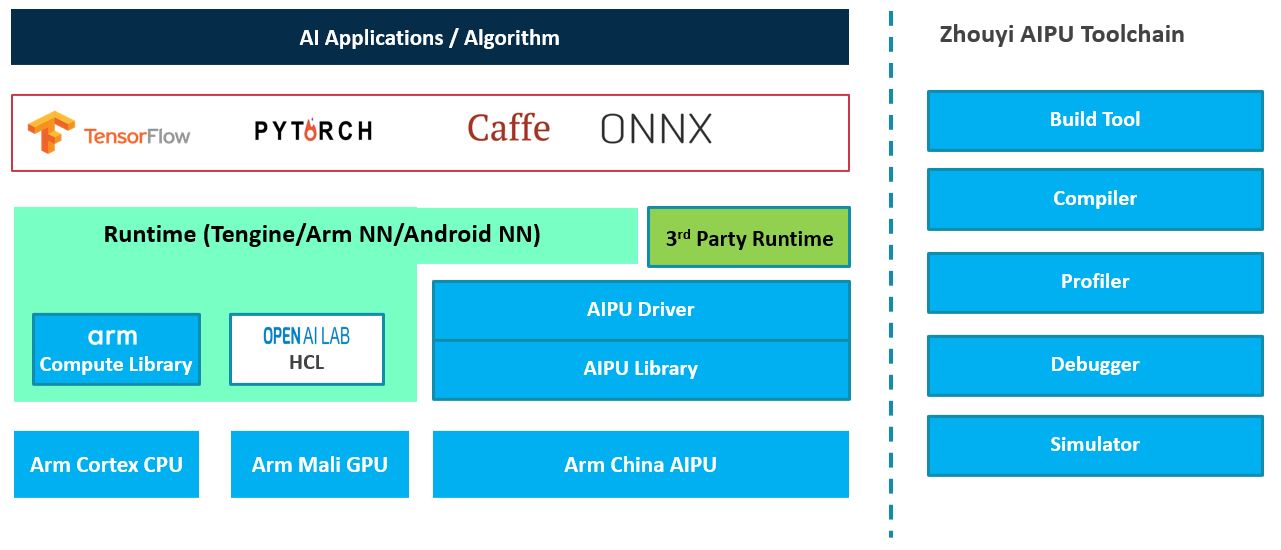 AI Applications / Algorithm
TensorFlow
PYTORCH
Caffe
ONNX
Runtime (Tengine/Arm NN/Android NN)
3rd Party Runtime
AIPU Driver
AIPU Library
arm
Compute Library
OPEN AI LAB
HCL
Arm Cortex CPU
Arm Mali GPU
Arm China AIPU
Zhouyi AIPU Toolchain
Build Tool
Compiler
Profiler
Debugger
Simulator